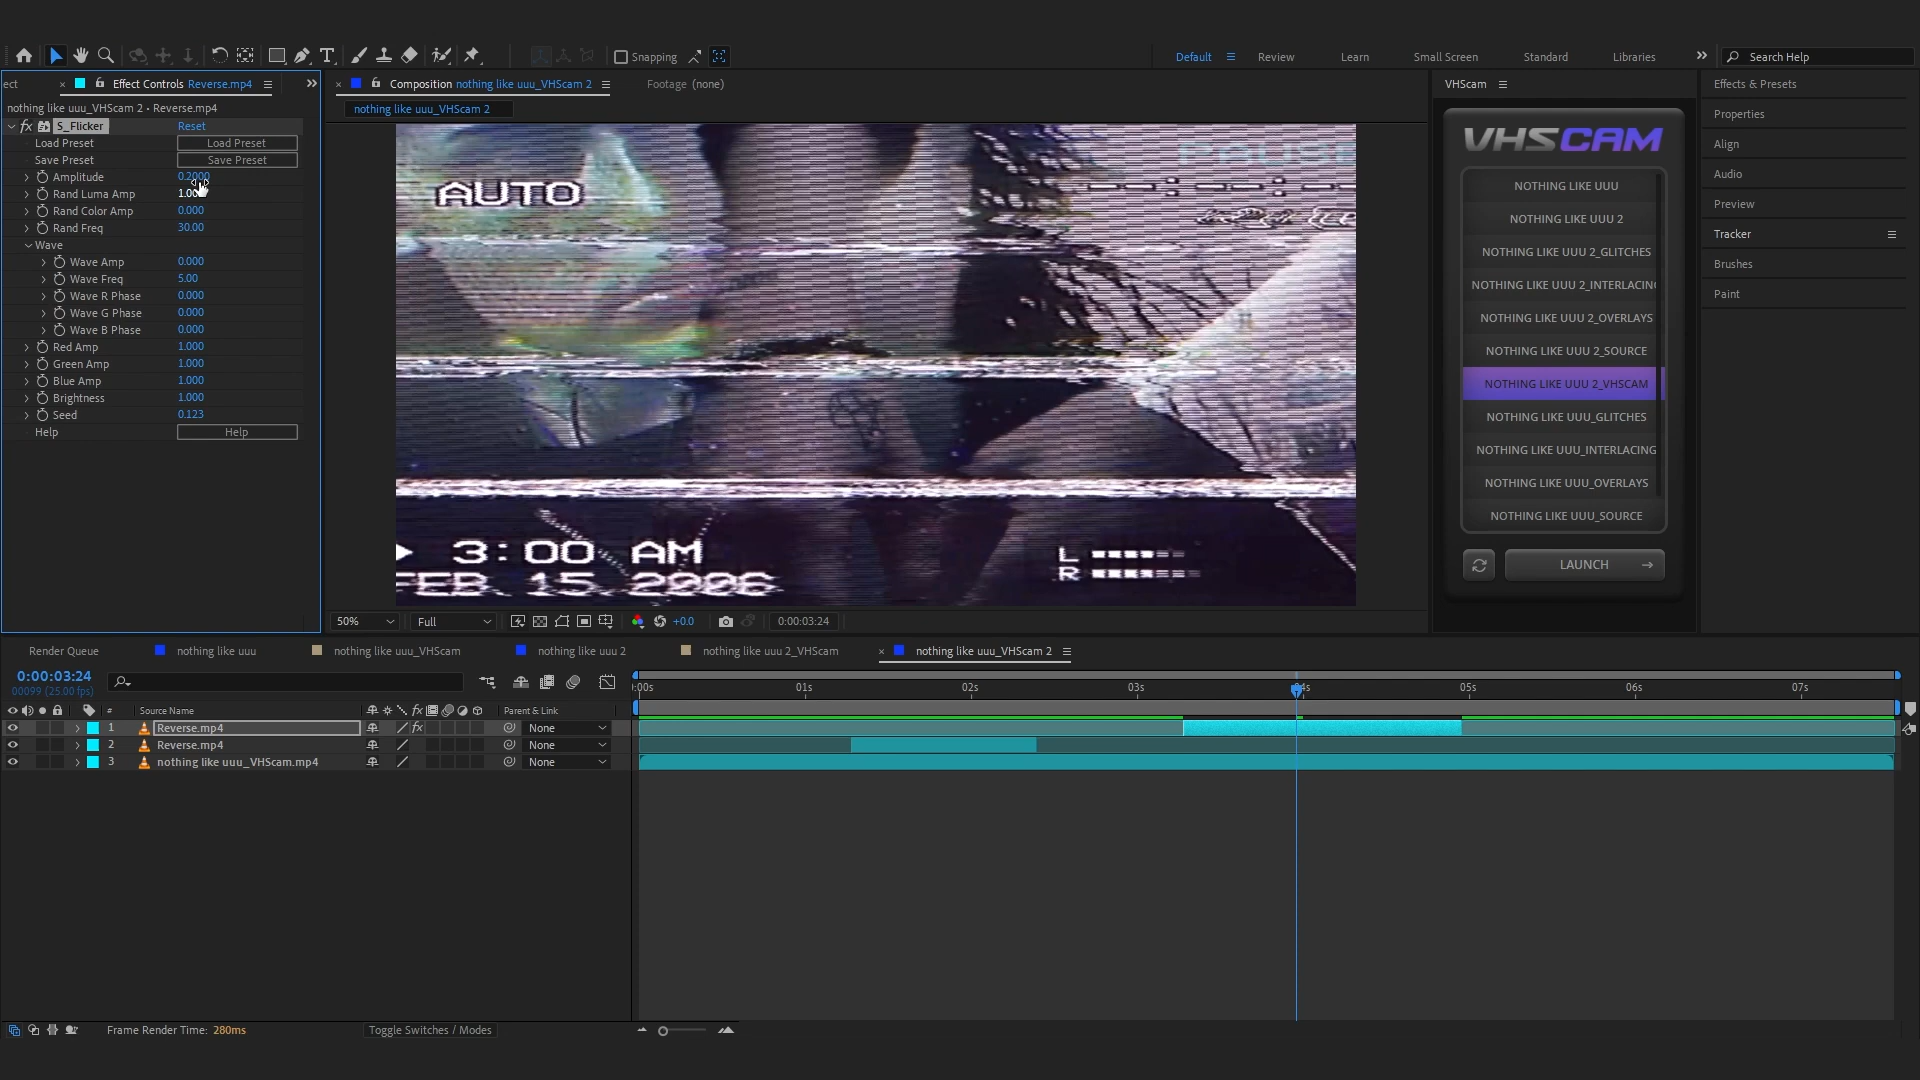 Snapping
Default
Review
Learn
Small Screen
Standard
Libraries
Search Help
ect
Effect Controls Reverse.mp4
Composition nothing like uuu_VHScam 2
Footage (none)
VHScam
Effects & Presets
nothing like uuu_VHScam 2 • Reverse.mp4
nothing like uuu_VHScam 2
fx S_Flicker Reset
Load Preset Load Preset
Save Preset Save Preset
Amplitude 0.2000
Rand Luma Amp
Rand Color Amp 0.000
Rand Freq 30.00
Wave
Wave Amp 0.000
Wave Freq 5.00
Wave R Phase 0.000
Wave G Phase 0.000
Wave B Phase 0.000
Red Amp 1.000
Green Amp 1.000
Blue Amp 1.000
Brightness 1.000
Seed 0.123
Help Help
PAUSE
AUTO
--:--:--
3:00 AM
FEB 15 2006
L
R
50%
Full
+0.0
0:00:03:24
VHSCAM
NOTHING LIKE UUU
NOTHING LIKE UUU 2
NOTHING LIKE UUU 2_GLITCHES
NOTHING LIKE UUU 2_INTERLACING
NOTHING LIKE UUU 2_OVERLAYS
NOTHING LIKE UUU 2_SOURCE
NOTHING LIKE UUU 2_VHSCAM
NOTHING LIKE UUU_GLITCHES
NOTHING LIKE UUU_INTERLACING
NOTHING LIKE UUU_OVERLAYS
NOTHING LIKE UUU_SOURCE
LAUNCH
Properties
Align
Audio
Preview
Tracker
Brushes
Paint
Render Queue
nothing like uuu
nothing like uuu_VHScam
nothing like uuu 2
nothing like uuu 2_VHScam
nothing like uuu_VHScam 2
0:00:03:24
00099 (25.00 fps)
:00s 01s 02s 03s 04s 05s 06s 07s
# Source Name fx Parent & Link
1 Reverse.mp4 fx None
2 Reverse.mp4 None
3 nothing like uuu_VHScam.mp4 None
Frame Render Time: 280ms
Toggle Switches / Modes